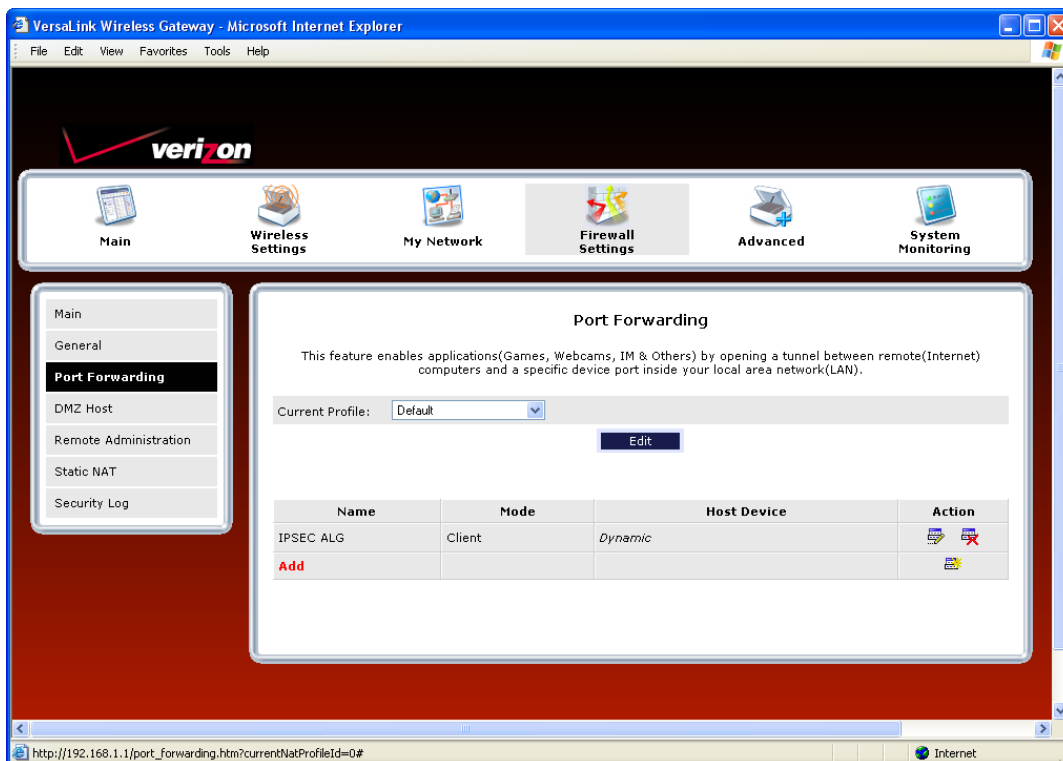 VersaLink Wireless Gateway - Microsoft Internet Explorer
File Edit View Favorites Tools Help
verizon
Main
Wireless Settings
My Network
Firewall Settings
Advanced
System Monitoring
Main
General
Port Forwarding
DMZ Host
Remote Administration
Static NAT
Security Log
Port Forwarding
This feature enables applications(Games, Webcams, IM & Others) by opening a tunnel between remote(Internet)
computers and a specific device port inside your local area network(LAN).
Current Profile: Default
Edit
Name Mode Host Device Action
IPSEC ALG Client Dynamic
Add
http://192.168.1.1/port_forwarding.htm?currentNatProfileId=0# Internet